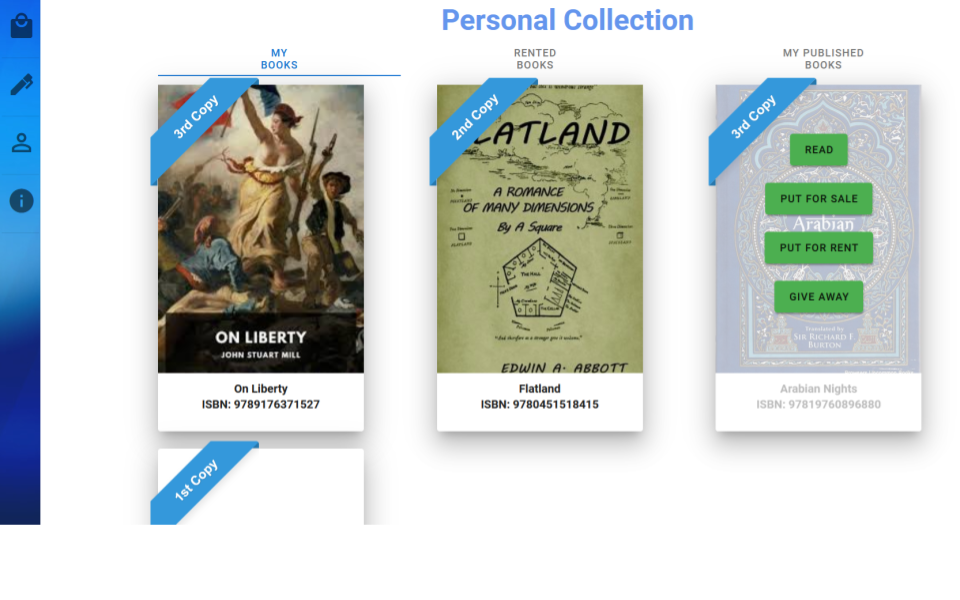 Personal Collection
MY
BOOKS
RENTED
BOOKS
MY PUBLISHED
BOOKS
3rd Copy
ON LIBERTY
JOHN STUART MILL
On Liberty
ISBN: 9789176371527
2nd Copy
FLATLAND
A ROMANCE
OF MANY DIMENSIONS
By A Square
THE HALL
EDWIN A. ABBOTT
Flatland
ISBN: 9780451518415
3rd Copy
READ
PUT FOR SALE
Arabian
PUT FOR RENT
GIVE AWAY
Translated by
SIR RICHARD F
BURTON
Arabian Nights
ISBN: 97819760896880
1st Copy